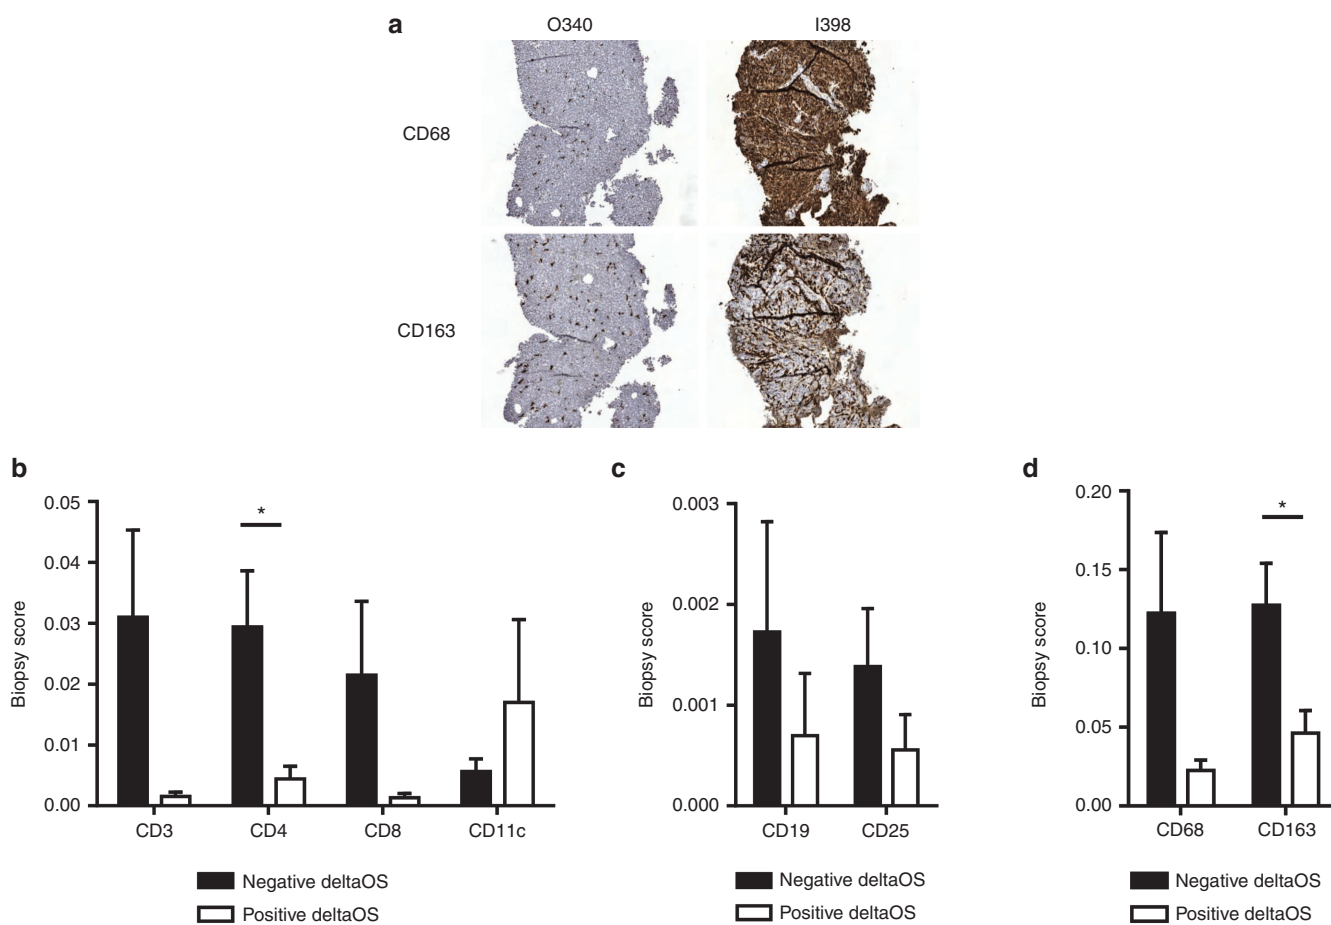 a
O340 I398
CD68
CD163
b
0.05
0.04
0.03
0.02
0.01
0.00
Biopsy score
*
CD3 CD4 CD8 CD11c
Negative deltaOS
Positive deltaOS
c
0.003
0.002
0.001
0.000
Biopsy score
CD19 CD25
Negative deltaOS
Positive deltaOS
d
0.20
0.15
0.10
0.05
0.00
Biopsy score
*
CD68 CD163
Negative deltaOS
Positive deltaOS